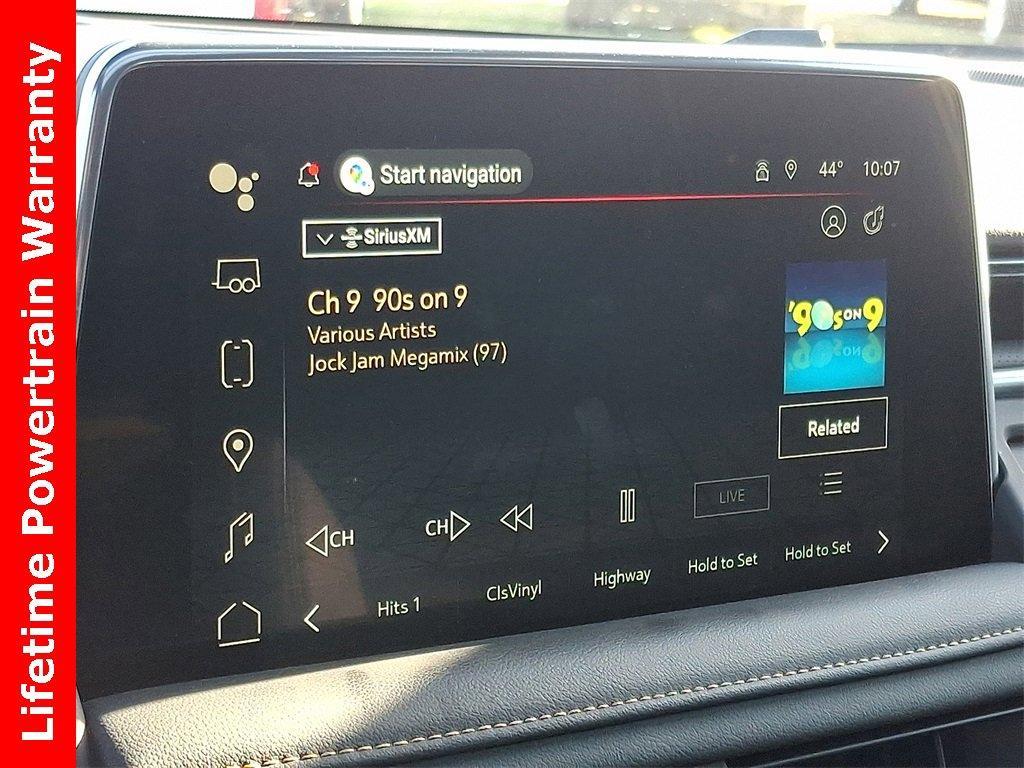 Lifetime Powertrain Warranty
Start navigation
44° 10:07
SiriusXM
Ch 9 90s on 9
Various Artists
Jock Jam Megamix (97)
'90s ON 9
Related
CH
CH
LIVE
Hits 1
ClsVinyl
Highway
Hold to Set
Hold to Set